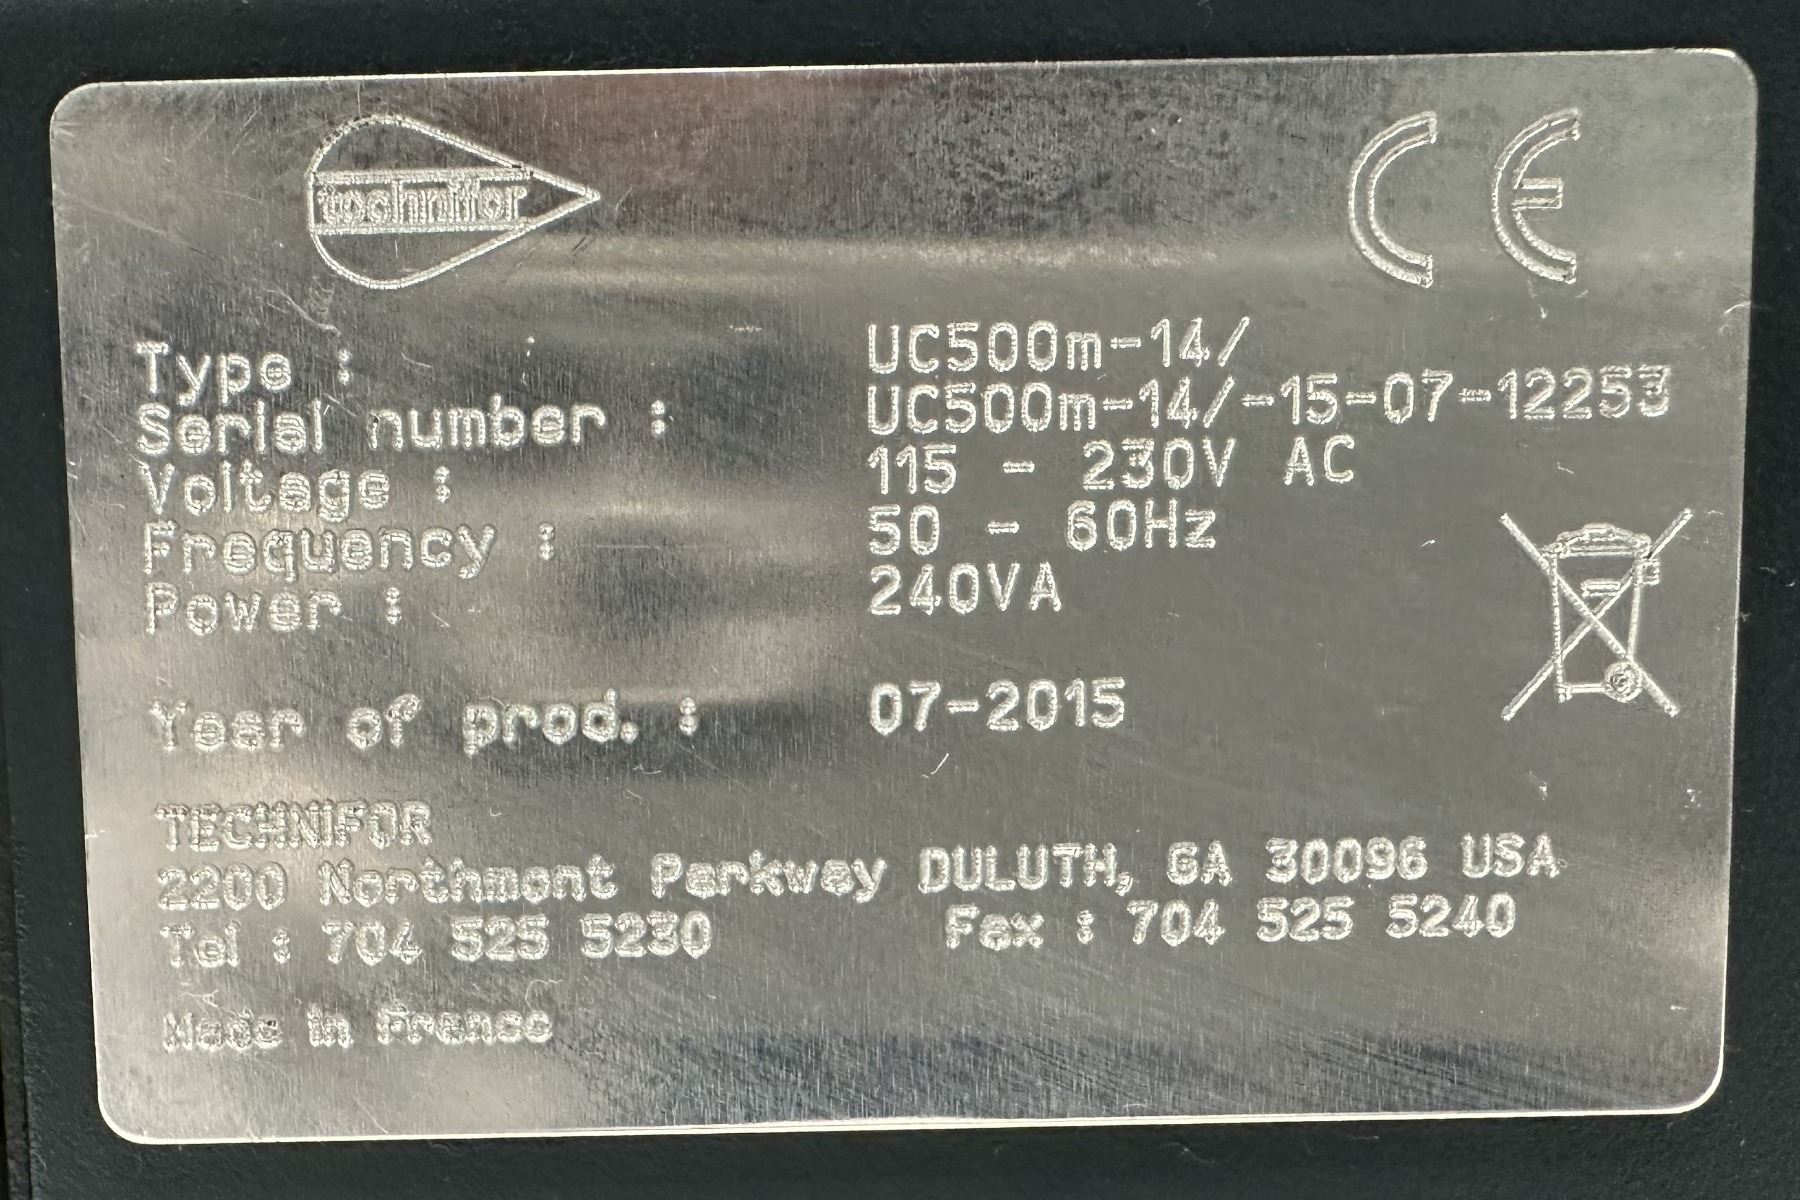 technifor
CE
Type : UC500m-14/
Serial number : UC500m-14/-15-07-12253
Voltage : 115 - 230V AC
Frequency : 50 - 60Hz
Power : 240VA
Year of prod. : 07-2015
TECHNIFOR
2200 Northmont Parkway DULUTH, GA 30096 USA
Tel : 704 525 5230 Fax : 704 525 5240
Made in France